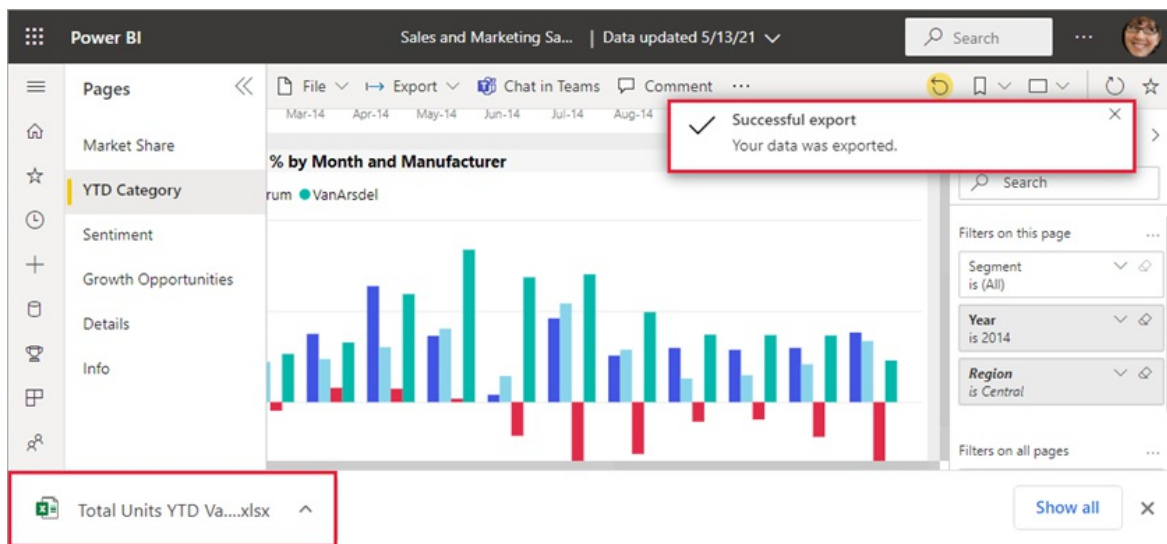 Power BI
Sales and Marketing Sa... | Data updated 5/13/21
Search
...
Pages
File
Export
Chat in Teams
Comment
...
Market Share
YTD Category
Sentiment
Growth Opportunities
Details
Info
Mar-14 Apr-14 May-14 Jun-14 Jul-14 Aug-14
% by Month and Manufacturer
rum VanArsdel
Successful export
Your data was exported.
Search
Filters on this page
...
Segment
is (All)
Year
is 2014
Region
is Central
Filters on all pages
...
Total Units YTD Va....xlsx
Show all